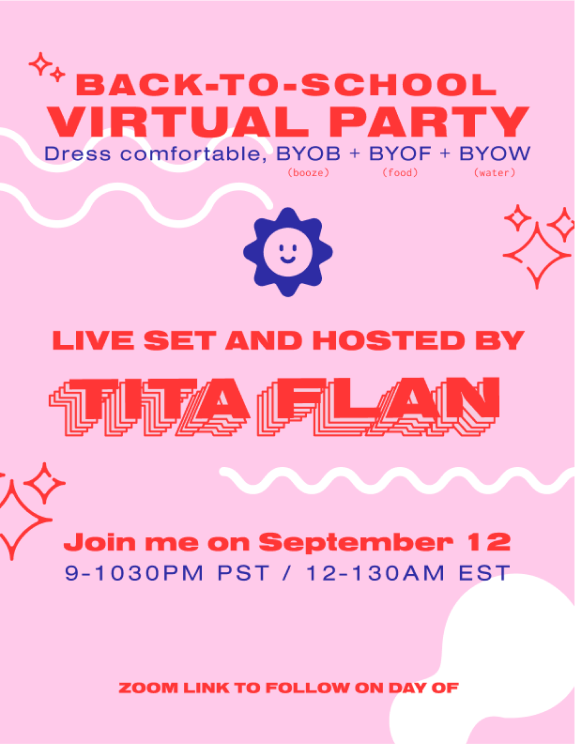 BACK-TO-SCHOOL
VIRTUAL PARTY
Dress comfortable, BYOB + BYOF + BYOW
(booze) (food) (water)
LIVE SET AND HOSTED BY
TITA FLAN
Join me on September 12
9-1030PM PST / 12-130AM EST
ZOOM LINK TO FOLLOW ON DAY OF